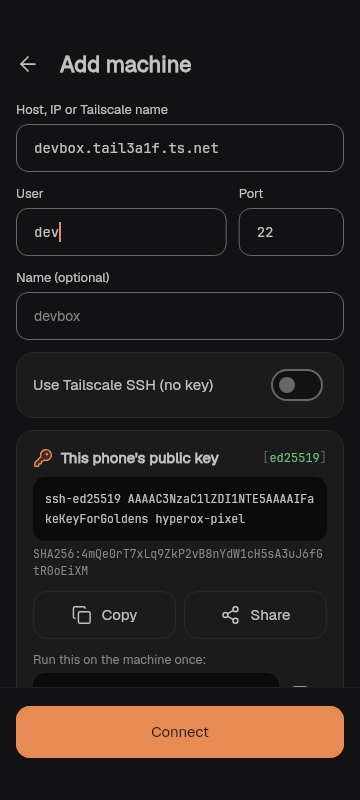 Add machine
Host, IP or Tailscale name
devbox.tail3a1f.ts.net
User
Port
dev
22
Name (optional)
devbox
Use Tailscale SSH (no key)
This phone's public key
[ed25519]
ssh-ed25519 AAAAC3NzaC1lZDI1NTE5AAAAIFa
keKeyForGoldens hyperox-pixel
SHA256:4mQe0rT7xLq9ZkP2vB8nYdW1cH5sA3uJ6fG
tR0oEiXM
Copy
Share
Run this on the machine once:
Connect